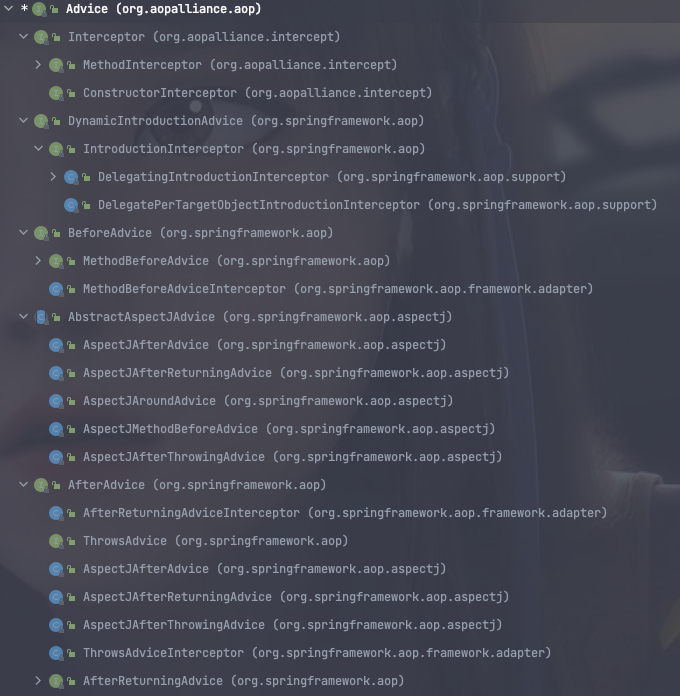 * Advice (org.aopalliance.aop)
Interceptor (org.aopalliance.intercept)
MethodInterceptor (org.aopalliance.intercept)
ConstructorInterceptor (org.aopalliance.intercept)
DynamicIntroductionAdvice (org.springframework.aop)
IntroductionInterceptor (org.springframework.aop)
DelegatingIntroductionInterceptor (org.springframework.aop.support)
DelegatePerTargetObjectIntroductionInterceptor (org.springframework.aop.support)
BeforeAdvice (org.springframework.aop)
MethodBeforeAdvice (org.springframework.aop)
MethodBeforeAdviceInterceptor (org.springframework.aop.framework.adapter)
AbstractAspectJAdvice (org.springframework.aop.aspectj)
AspectJAfterAdvice (org.springframework.aop.aspectj)
AspectJAfterReturningAdvice (org.springframework.aop.aspectj)
AspectJAroundAdvice (org.springframework.aop.aspectj)
AspectJMethodBeforeAdvice (org.springframework.aop.aspectj)
AspectJAfterThrowingAdvice (org.springframework.aop.aspectj)
AfterAdvice (org.springframework.aop)
AfterReturningAdviceInterceptor (org.springframework.aop.framework.adapter)
ThrowsAdvice (org.springframework.aop)
AspectJAfterAdvice (org.springframework.aop.aspectj)
AspectJAfterReturningAdvice (org.springframework.aop.aspectj)
AspectJAfterThrowingAdvice (org.springframework.aop.aspectj)
ThrowsAdviceInterceptor (org.springframework.aop.framework.adapter)
AfterReturningAdvice (org.springframework.aop)